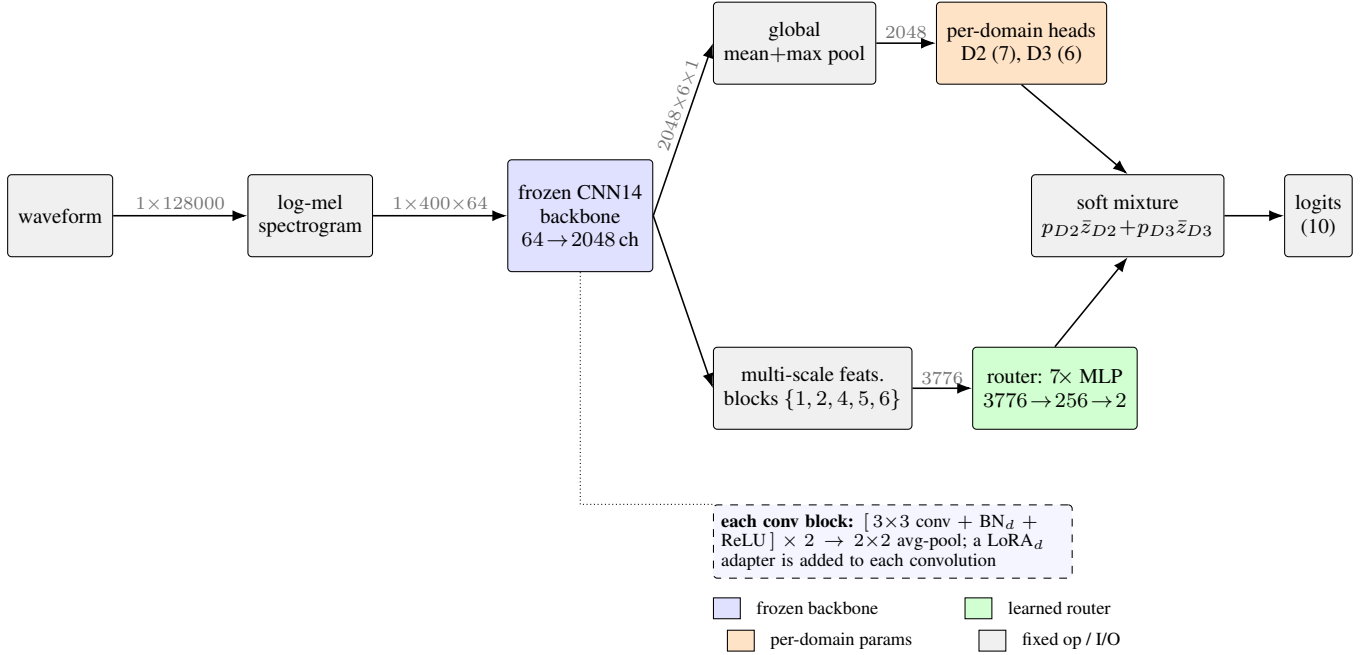 global
mean+max pool
2048
per-domain heads
D2 (7), D3 (6)
2048×6×1
waveform
1×128000
log-mel
spectrogram
1×400×64
frozen CNN14
backbone
64→2048 ch
soft mixture
p_{D2}z̄_{D2}+p_{D3}z̄_{D3}
logits
(10)
multi-scale feats.
blocks {1, 2, 4, 5, 6}
3776
router: 7× MLP
3776→256→2
each conv block: [3×3 conv + BN_d +
ReLU] × 2 → 2×2 avg-pool; a LoRA_d
adapter is added to each convolution
frozen backbone
learned router
per-domain params
fixed op / I/O